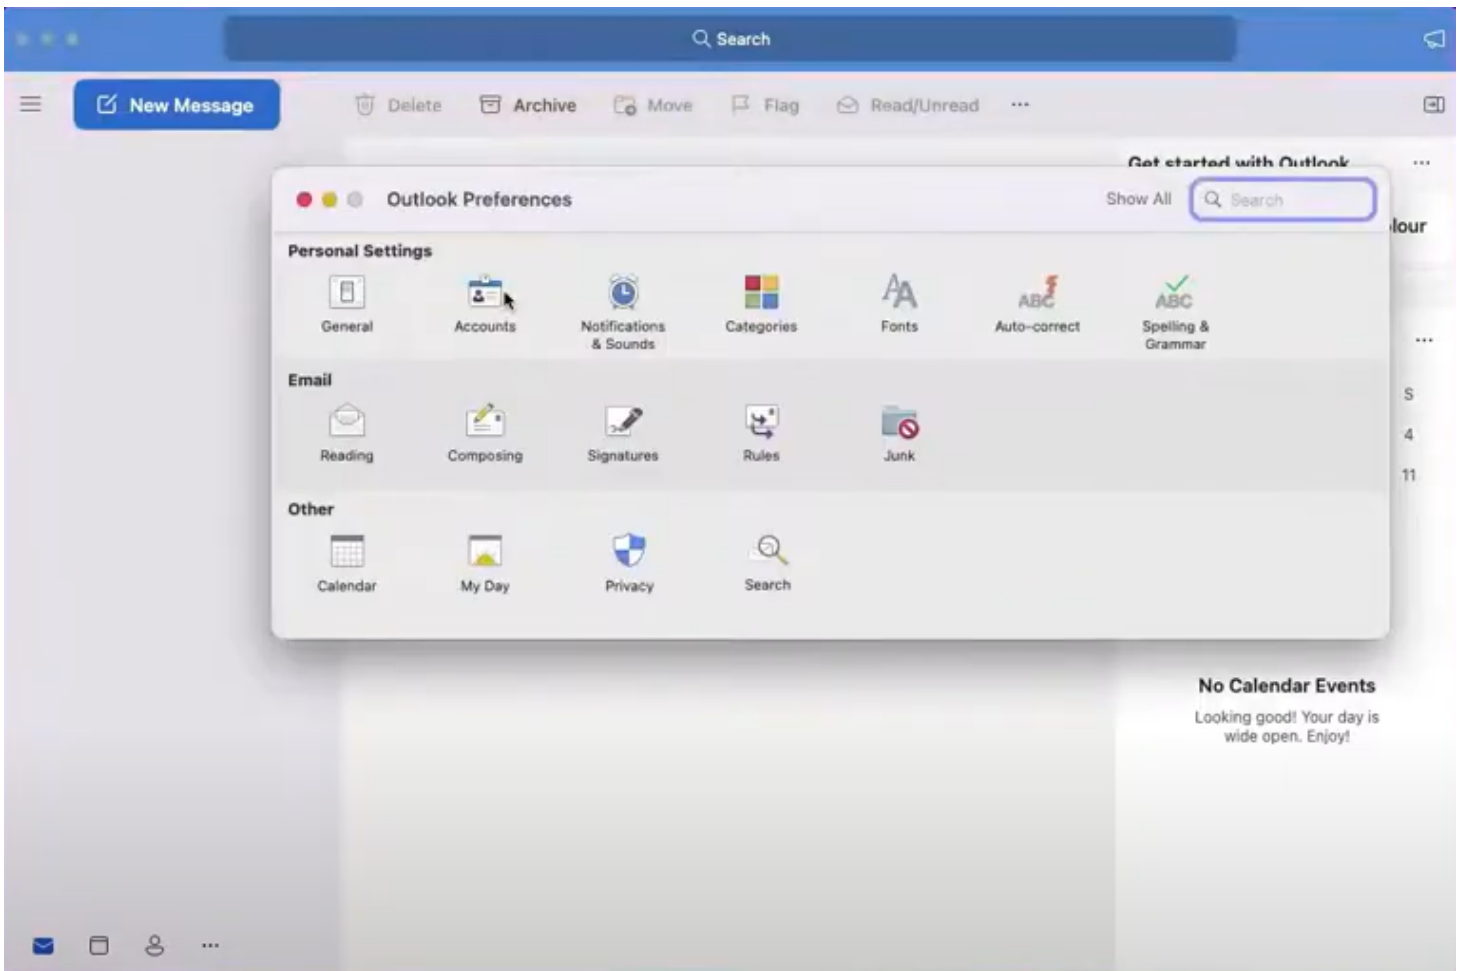 Search
New Message
Delete
Archive
Move
Flag
Read/Unread
Get started with Outlook
Outlook Preferences
Show All
Search
lour
Personal Settings
General
Accounts
Notifications
& Sounds
Categories
Fonts
ABC
Auto-correct
ABC
Spelling &
Grammar
Email
Reading
Composing
Signatures
Rules
Junk
S
4
11
Other
Calendar
My Day
Privacy
Search
No Calendar Events
Looking good! Your day is
wide open. Enjoy!